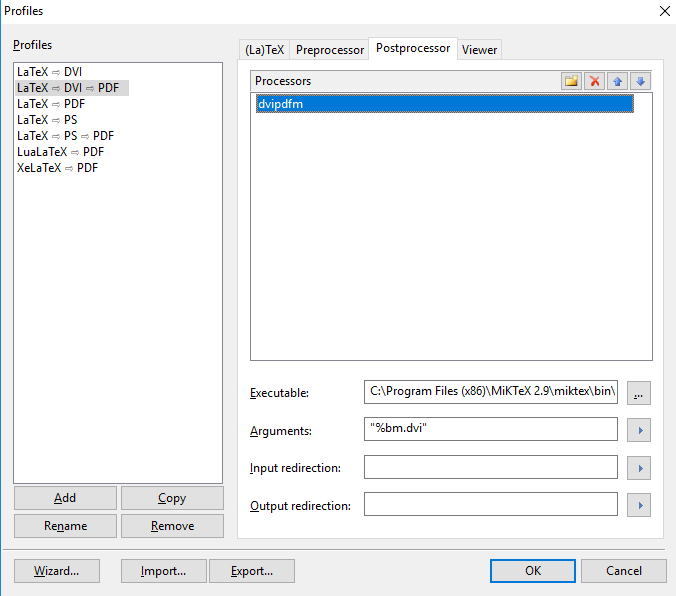 Profiles
Profiles
LaTeX ⇨ DVI
LaTeX ⇨ DVI ⇨ PDF
LaTeX ⇨ PDF
LaTeX ⇨ PS
LaTeX ⇨ PS ⇨ PDF
LuaLaTeX ⇨ PDF
XeLaTeX ⇨ PDF
Add
Copy
Rename
Remove
(La)TeX
Preprocessor
Postprocessor
Viewer
Processors
dvipdfm
Executable:
C:\Program Files (x86)\MiKTeX 2.9\miktex\bin\
...
Arguments:
"%bm.dvi"
Input redirection:
Output redirection:
Wizard...
Import...
Export...
OK
Cancel